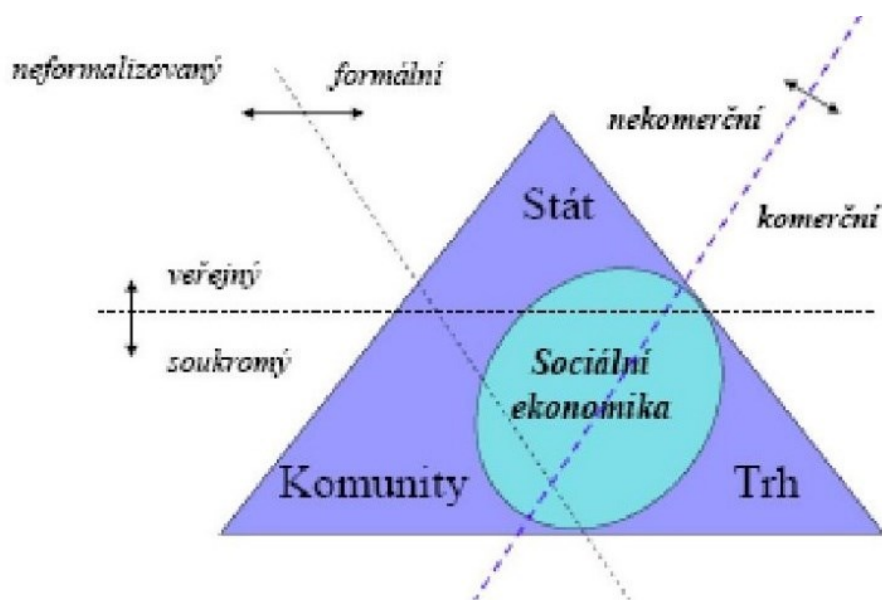 neformalizovaný
formální
nekomerční
Stát
komerční
veřejný
soukromý
Sociální
ekonomika
Komunity
Trh